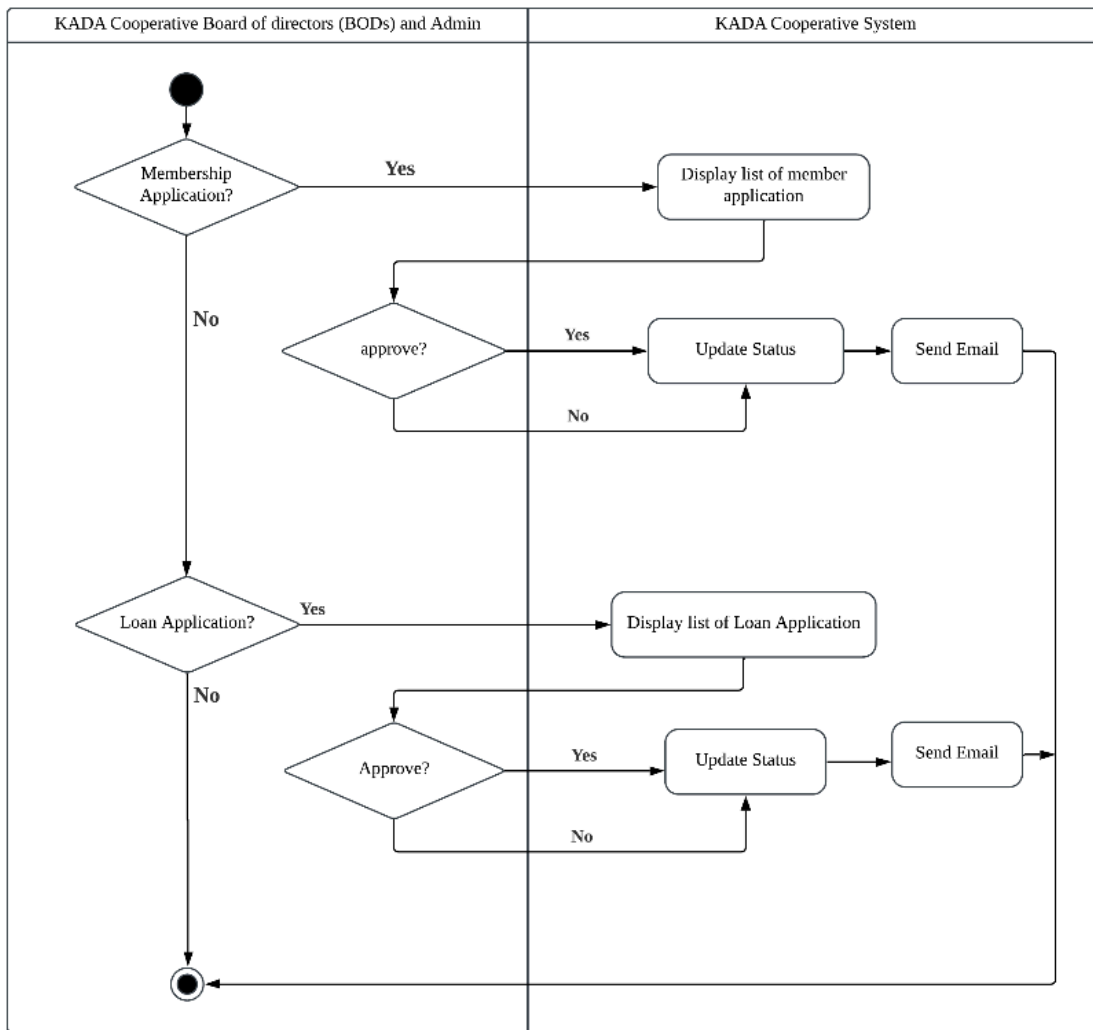 KADA Cooperative Board of directors (BODs) and Admin
KADA Cooperative System
Membership
Application?
Yes
Display list of member
application
No
approve?
Yes
Update Status
Send Email
No
Loan Application?
Yes
Display list of Loan Application
No
Approve?
Yes
Update Status
Send Email
No